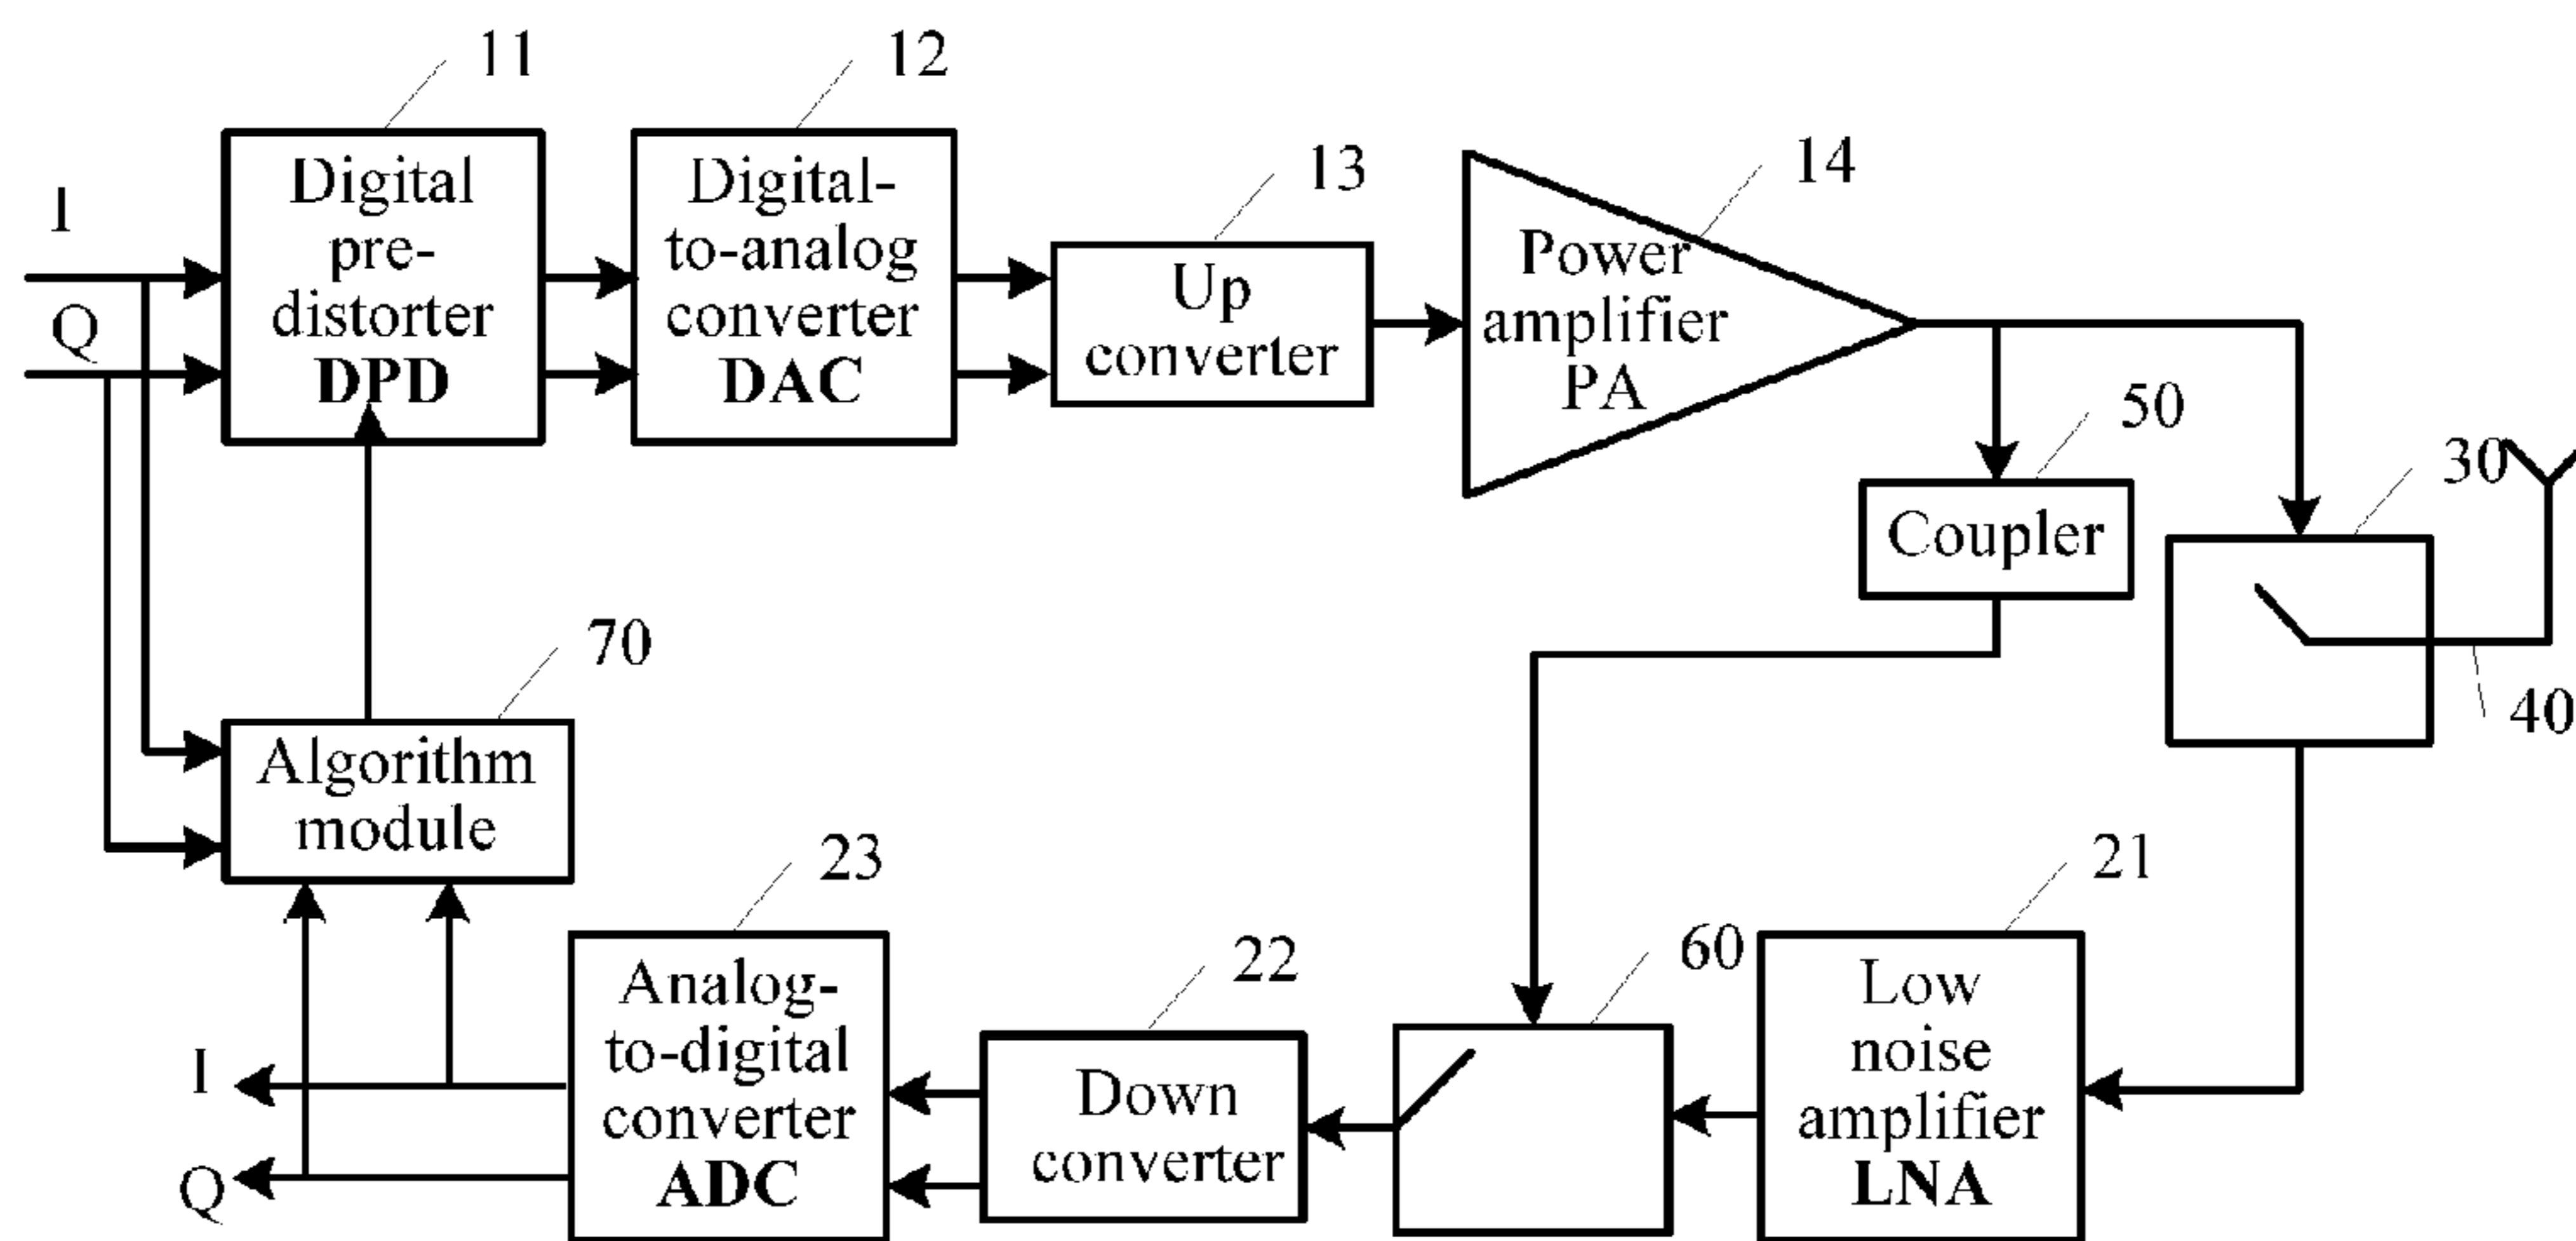 11
12
13
14
I
Q
Digital
pre-
distorter
DPD
Digital-
to-analog
converter
DAC
Up
converter
Power
amplifier
PA
50
Coupler
30
40
70
Algorithm
module
23
Analog-
to-digital
converter
ADC
22
Down
converter
60
21
Low
noise
amplifier
LNA
I
Q